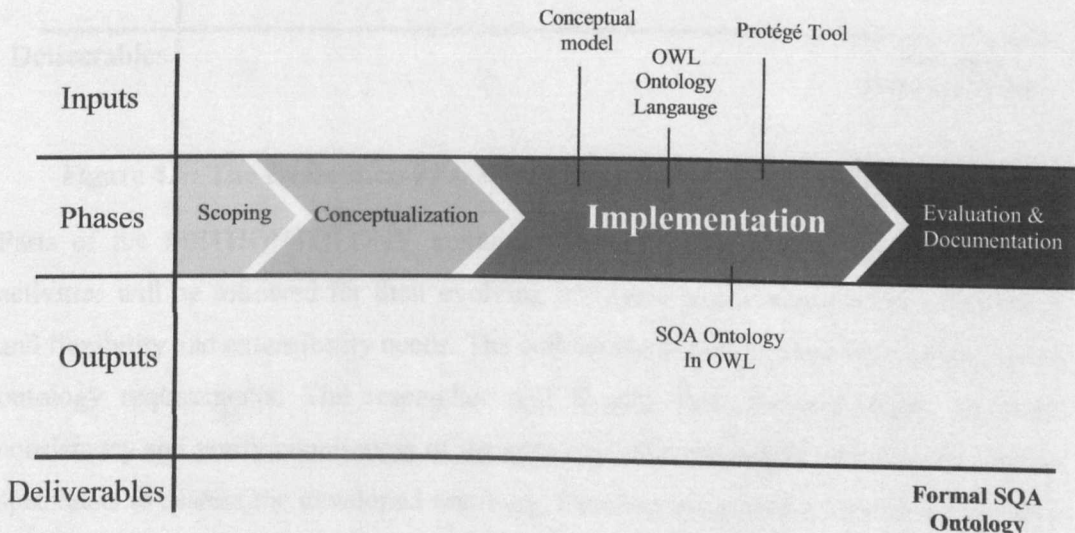 Conceptual
model
Protégé Tool
OWL
Ontology
Langauge
Inputs
Phases
Scoping
Conceptualization
Implementation
Evaluation &
Documentation
SQA Ontology
In OWL
Outputs
Deliverables
Formal SQA
Ontology